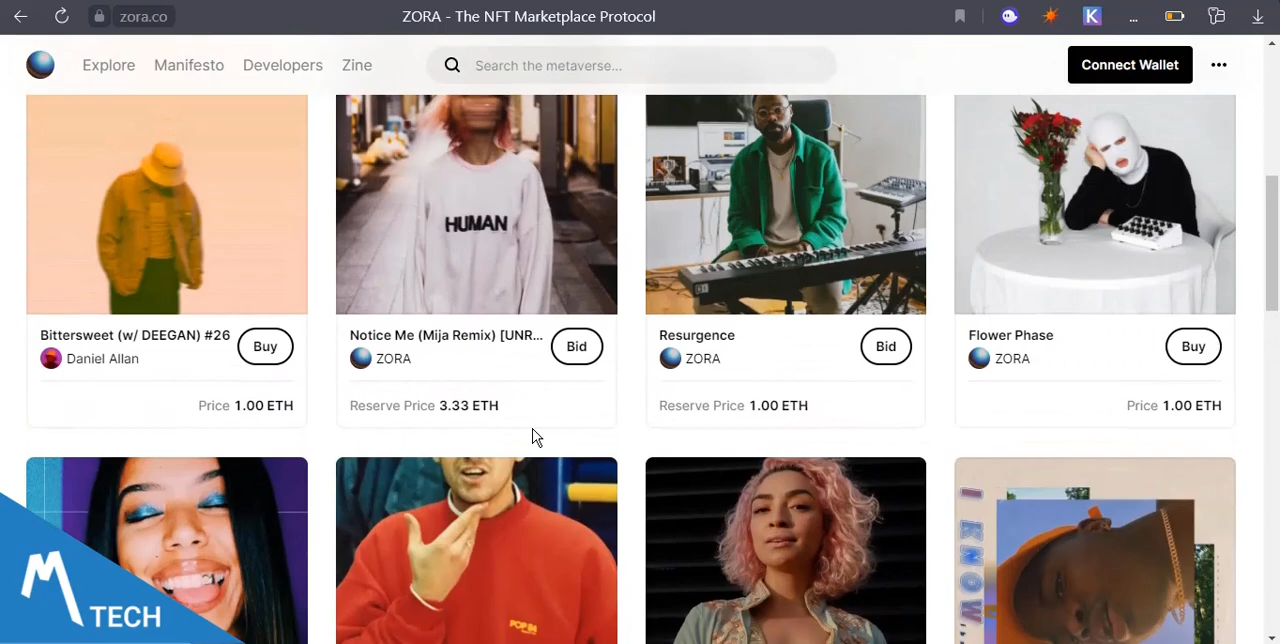 zora.co
ZORA - The NFT Marketplace Protocol
K
...
Explore
Manifesto
Developers
Zine
Search the metaverse...
Connect Wallet
HUMAN
Bittersweet (w/ DEEGAN) #26
Daniel Allan
Buy
Price 1.00 ETH
Notice Me (Mija Remix) [UNR...
ZORA
Bid
Reserve Price 3.33 ETH
Resurgence
ZORA
Bid
Reserve Price 1.00 ETH
Flower Phase
ZORA
Buy
Price 1.00 ETH
I KNOW
M TECH